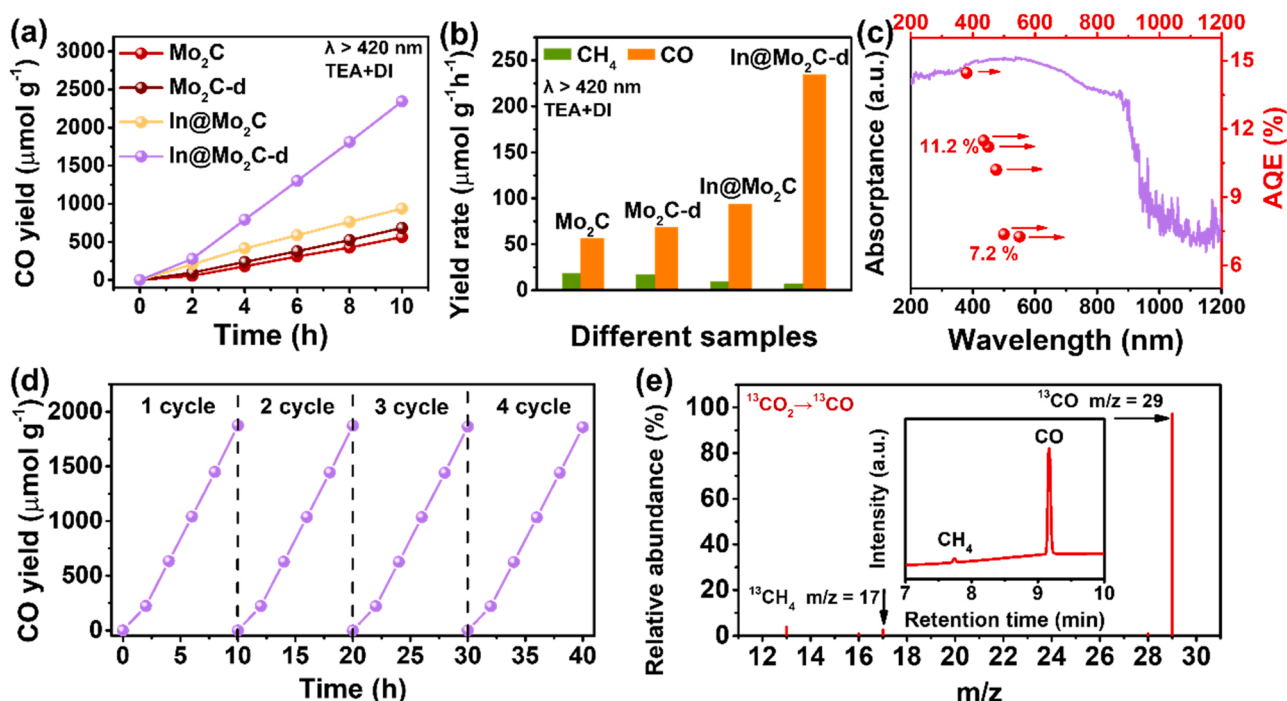 (a)
3000
2500
2000
1500
1000
500
0
CO yield (μmol g⁻¹)
Mo₂C
Mo₂C-d
In@Mo₂C
In@Mo₂C-d
λ > 420 nm
TEA+DI
0 2 4 6 8 10
Time (h)
(b)
250
200
150
100
50
0
Yield rate (μmol g⁻¹h⁻¹)
CH₄ CO
λ > 420 nm
TEA+DI
Mo₂C
Mo₂C-d
In@Mo₂C
In@Mo₂C-d
Different samples
(c)
200 400 600 800 1000 1200
Absorptance (a.u.)
11.2 %
7.2 %
15
12
9
6
AQE (%)
200 400 600 800 1000 1200
Wavelength (nm)
(d)
2000
1500
1000
500
0
CO yield (μmol g⁻¹)
1 cycle 2 cycle 3 cycle 4 cycle
0 5 10 15 20 25 30 35 40
Time (h)
(e)
100
80
60
40
20
0
Relative abundance (%)
¹³CO₂→¹³CO
¹³CO m/z = 29
¹³CH₄ m/z = 17
Intensity (a.u.)
CH₄
CO
7 8 9 10
Retention time (min)
12 14 16 18 20 22 24 26 28 30
m/z